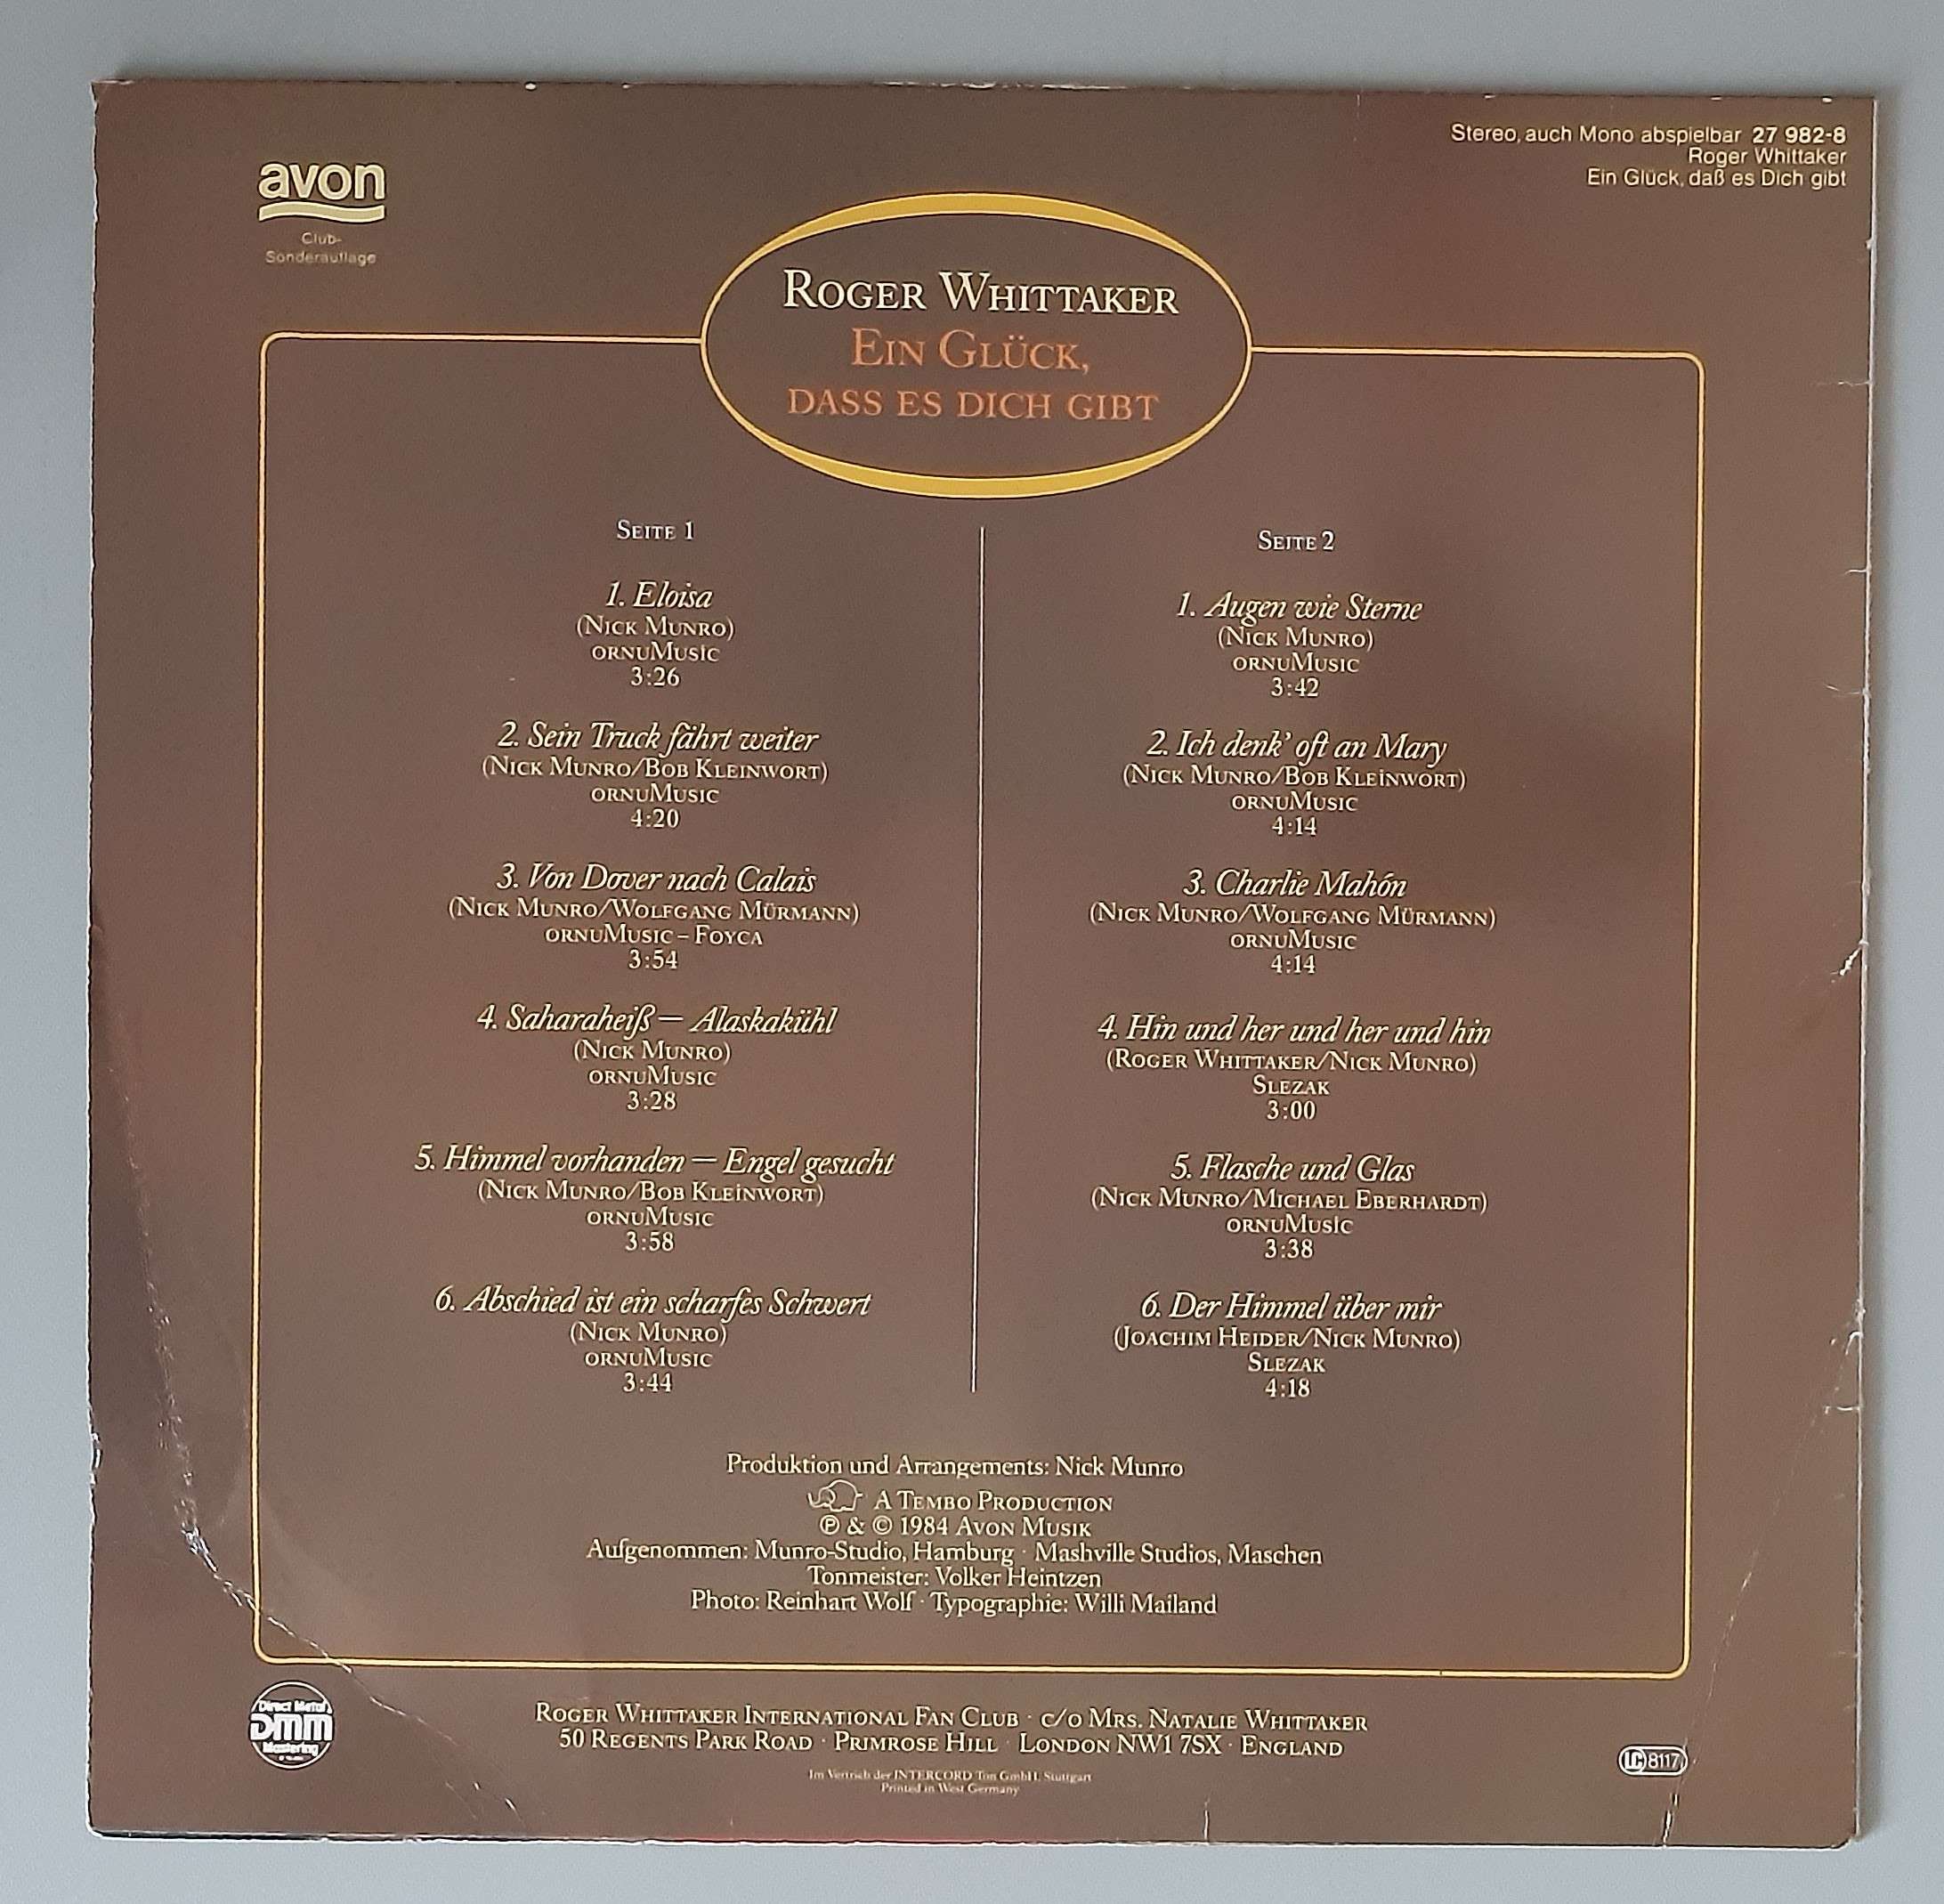 avon
Club-
Sonderauflage
Stereo, auch Mono abspielbar 27 982-8
Roger Whittaker
Ein Glück, daß es Dich gibt
ROGER WHITTAKER
EIN GLÜCK,
DASS ES DICH GIBT
SEITE 1
1. Eloisa
(NICK MUNRO)
ORNUMUSIC
3:26
2. Sein Truck fährt weiter
(NICK MUNRO/BOB KLEINWORT)
ORNUMUSIC
4:20
3. Von Dover nach Calais
(NICK MUNRO/WOLFGANG MÜRMANN)
ORNUMUSIC – FOYCA
3:54
4. Saharaheiß — Alaskakühl
(NICK MUNRO)
ORNUMUSIC
3:28
5. Himmel vorhanden — Engel gesucht
(NICK MUNRO/BOB KLEINWORT)
ORNUMUSIC
3:58
6. Abschied ist ein scharfes Schwert
(NICK MUNRO)
ORNUMUSIC
3:44
SEITE 2
1. Augen wie Sterne
(NICK MUNRO)
ORNUMUSIC
3:42
2. Ich denk' oft an Mary
(NICK MUNRO/BOB KLEINWORT)
ORNUMUSIC
4:14
3. Charlie Mahón
(NICK MUNRO/WOLFGANG MÜRMANN)
ORNUMUSIC
4:14
4. Hin und her und her und hin
(ROGER WHITTAKER/NICK MUNRO)
SLEZAK
3:00
5. Flasche und Glas
(NICK MUNRO/MICHAEL EBERHARDT)
ORNUMUSIC
3:38
6. Der Himmel über mir
(JOACHIM HEIDER/NICK MUNRO)
SLEZAK
4:18
Produktion und Arrangements: Nick Munro
A TEMBO PRODUCTION
℗ & © 1984 AVON MUSIK
Aufgenommen: Munro-Studio, Hamburg · Mashville Studios, Maschen
Tonmeister: Volker Heintzen
Photo: Reinhart Wolf · Typographie: Willi Mailand
Direct Metal
DMM
Mastering
ROGER WHITTAKER INTERNATIONAL FAN CLUB · C/O MRS. NATALIE WHITTAKER
50 REGENTS PARK ROAD · PRIMROSE HILL · LONDON NW1 7SX · ENGLAND
Im Vertrieb der INTERCORD Ton GmbH, Stuttgart
Printed in West Germany
LC 8117